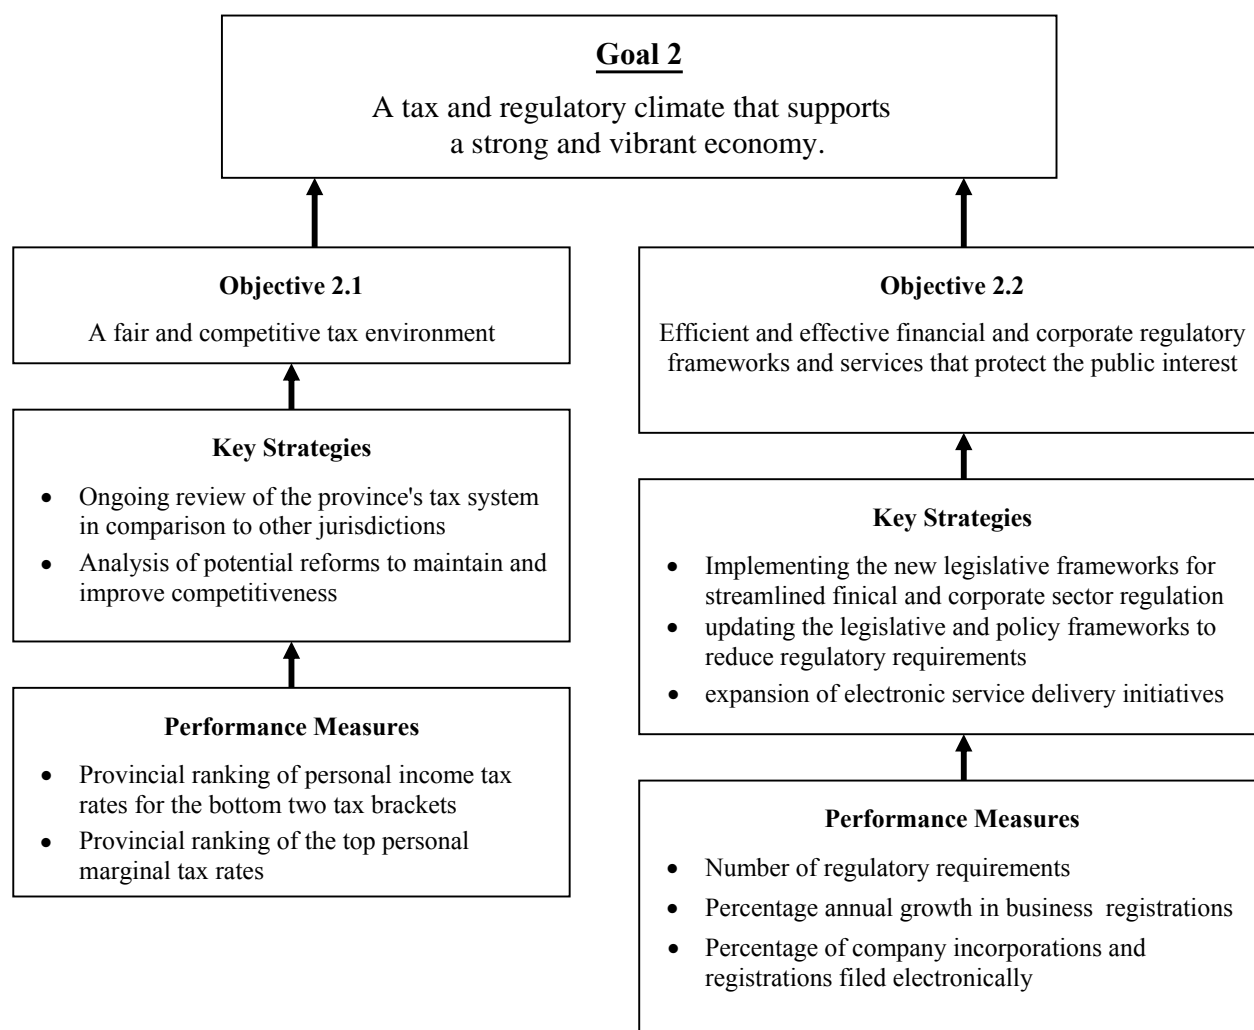 Goal 2
A tax and regulatory climate that supports
a strong and vibrant economy.
Objective 2.1
A fair and competitive tax environment
Key Strategies
• Ongoing review of the province's tax system
in comparison to other jurisdictions
• Analysis of potential reforms to maintain and
improve competitiveness
Performance Measures
• Provincial ranking of personal income tax
rates for the bottom two tax brackets
• Provincial ranking of the top personal
marginal tax rates
Objective 2.2
Efficient and effective financial and corporate regulatory
frameworks and services that protect the public interest
Key Strategies
• Implementing the new legislative frameworks for
streamlined finical and corporate sector regulation
• updating the legislative and policy frameworks to
reduce regulatory requirements
• expansion of electronic service delivery initiatives
Performance Measures
• Number of regulatory requirements
• Percentage annual growth in business  registrations
• Percentage of company incorporations and
registrations filed electronically